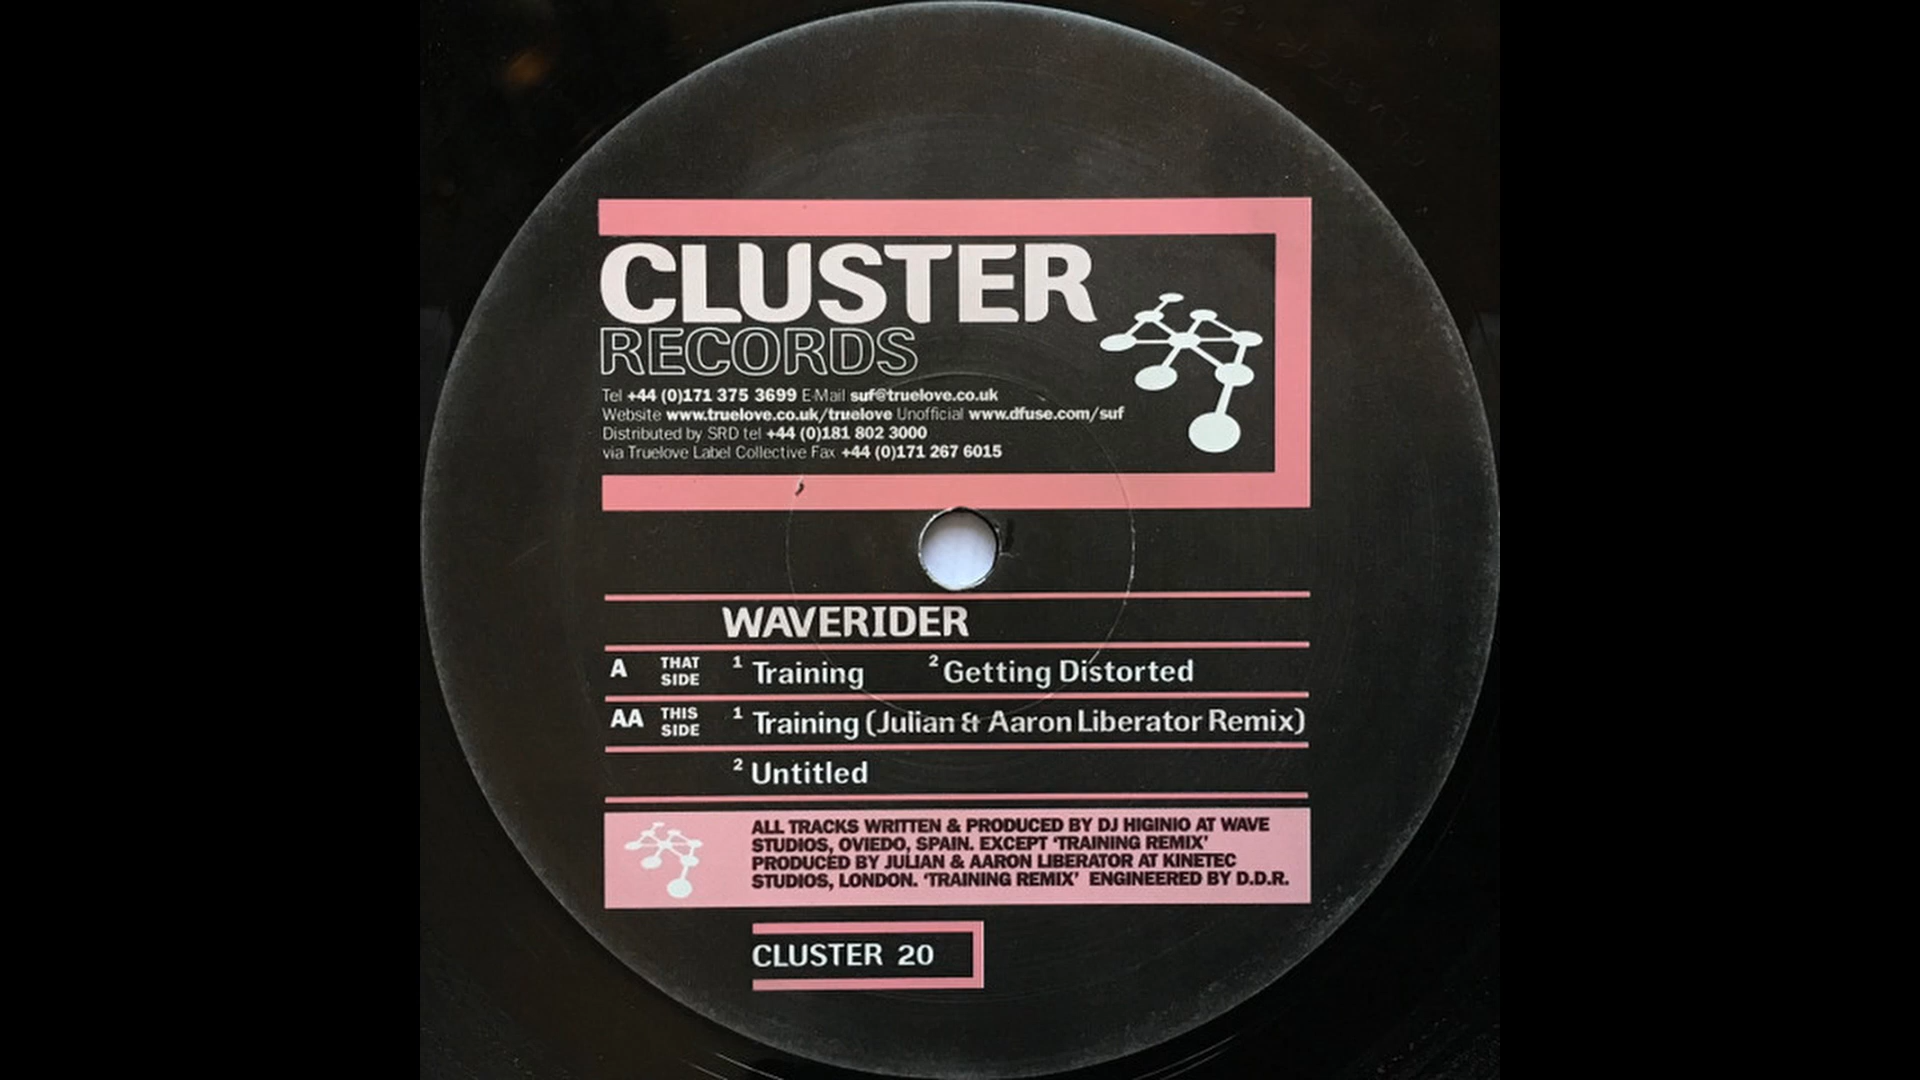 CLUSTER
RECORDS
Tel +44 (0)171 375 3699 E-Mail suf@truelove.co.uk
Website www.truelove.co.uk/truelove Unofficial www.dfuse.com/suf
Distributed by SRD tel +44 (0)181 802 3000
via Truelove Label Collective Fax +44 (0)171 267 6015
WAVERIDER
A THAT SIDE 1 Training 2 Getting Distorted
AA THIS SIDE 1 Training (Julian & Aaron Liberator Remix)
2 Untitled
ALL TRACKS WRITTEN & PRODUCED BY DJ HIGINIO AT WAVE
STUDIOS, OVIEDO, SPAIN. EXCEPT 'TRAINING REMIX'
PRODUCED BY JULIAN & AARON LIBERATOR AT KINETEC
STUDIOS, LONDON. 'TRAINING REMIX' ENGINEERED BY D.D.R.
CLUSTER 20